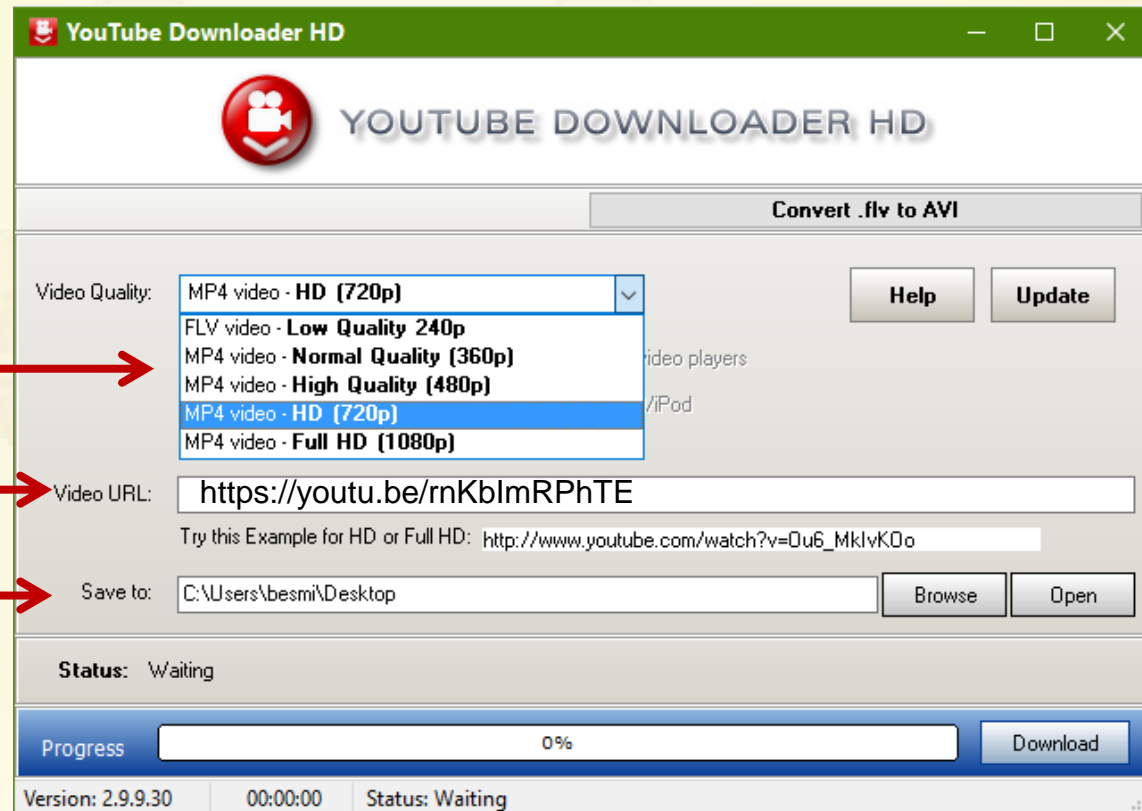 YouTube Downloader HD
YOUTUBE DOWNLOADER HD
Convert .flv to AVI
Video Quality: MP4 video - HD (720p) Help Update
FLV video - Low Quality 240p
MP4 video - Normal Quality (360p) video players
MP4 video - High Quality (480p)
MP4 video - HD (720p) /iPod
MP4 video - Full HD (1080p)
Video URL: https://youtu.be/rnKbImRPhTE
Try this Example for HD or Full HD: http://www.youtube.com/watch?v=Ou6_MkIvKOo
Save to: C:\Users\besmi\Desktop Browse Open
Status: Waiting
Progress 0% Download
Version: 2.9.9.30 00:00:00 Status: Waiting